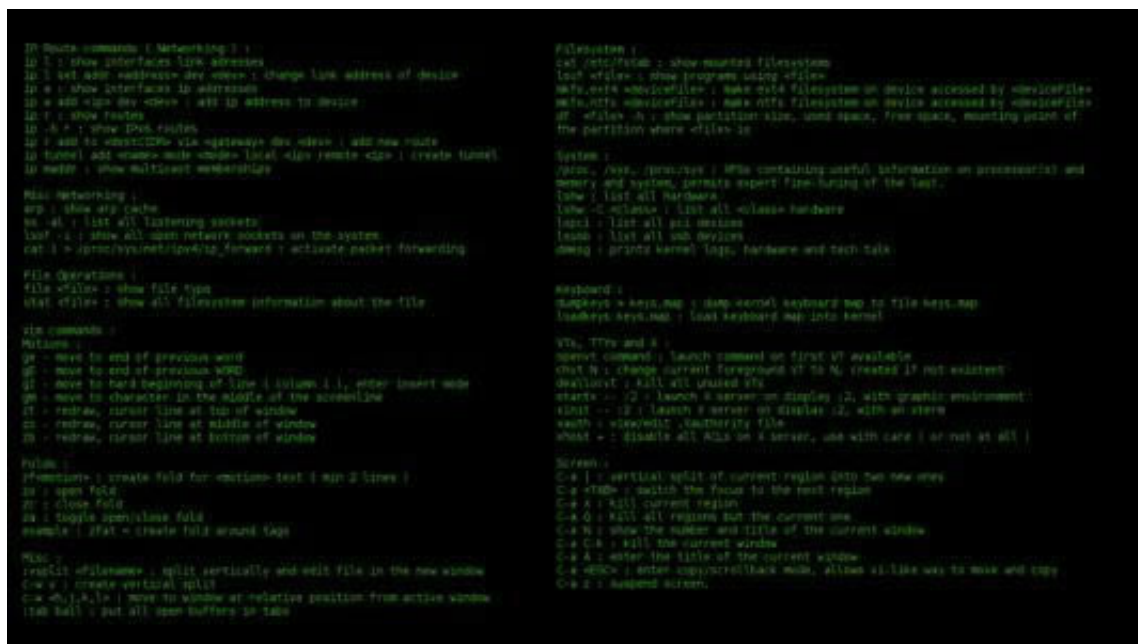 IP Route commands ( Networking ) :
ip l : show interfaces link adresses
ip l set addr <address> dev <dev> : change link address of device
ip a : show interfaces ip addresses
ip a add <ip> dev <dev> : add ip address to device
ip r : show routes
ip -6 r : show IPv6 routes
ip r add to <destCIDR> via <gateway> dev <dev> : add new route
ip tunnel add <name> mode <mode> local <ip> remote <ip> : create tunnel
ip maddr : show multicast memberships
Misc Networking :
arp : show arp cache
ss -al : list all listening sockets
lsof -i : show all open network sockets on the system
cat 1 > /proc/sys/net/ipv4/ip_forward : activate packet forwarding
File Operations :
file <file> : show file type
stat <file> : show all filesystem information about the file
vim commands :
Motions :
ge - move to end of previous word
gE - move to end of previous WORD
gI - move to hard beginning of line ( column 1 ), enter insert mode
gm - move to character in the middle of the screenline
zt - redraw, cursor line at top of window
zz - redraw, cursor line at middle of window
zb - redraw, cursor line at bottom of window
Folds :
zf<motion> : create fold for <motion> text ( min 2 lines )
zo : open fold
zc : close fold
za : toggle open/close fold
example : zfat = create fold around tags
Misc :
:vsplit <filename> : split vertically and edit file in the new window
C-w v : create vertical split
c-w <h,j,k,l> : move to window at relative position from active window
:tab ball : put all open buffers in tabs
Filesystem :
cat /etc/fstab : show mounted filesystems
lsof <file> : show programs using <file>
mkfs.ext4 <deviceFile> : make ext4 filesystem on device accessed by <deviceFile>
mkfs.ntfs <deviceFile> : make ntfs filesystem on device accessed by <deviceFile>
df <file> -h : show partition size, used space, free space, mounting point of
the partition where <file> is
System :
/proc, /sys, /proc/sys : VFSs containing useful information on processor(s) and
memory and system, permits expert fine-tuning of the last.
lshw : list all hardware
lshw -C <class> : list all <class> hardware
lspci : list all pci devices
lsusb : list all usb devices
dmesg : prints kernel logs, hardware and tech talk
Keyboard :
dumpkeys > keys.map : dump kernel keyboard map to file keys.map
loadkeys keys.map : load keyboard map into kernel
VTs, TTYs and X :
openvt command : launch command on first VT available
chvt N : change current foreground VT to N, created if not existent
deallocvt : kill all unused VTs
startx -- :2 : launch X server on display :2, with graphic environment
xinit -- :2 : launch X server on display :2, with an xterm
xauth : view/edit .Xauthority file
xhost + : disable all ACLs on X server, use with care ( or not at all )
Screen :
C-a | : vertical split of current region into two new ones
C-a <TAB> : switch the focus to the next region
C-a X : kill current region
C-a Q : Kill all regions but the current one
C-a N : show the number and title of the current window
C-a C-k : kill the current window
C-a A : enter the title of the current window
C-a <ESC> : enter copy/scrollback mode, allows vi-like way to move and copy
C-a z : suspend screen.